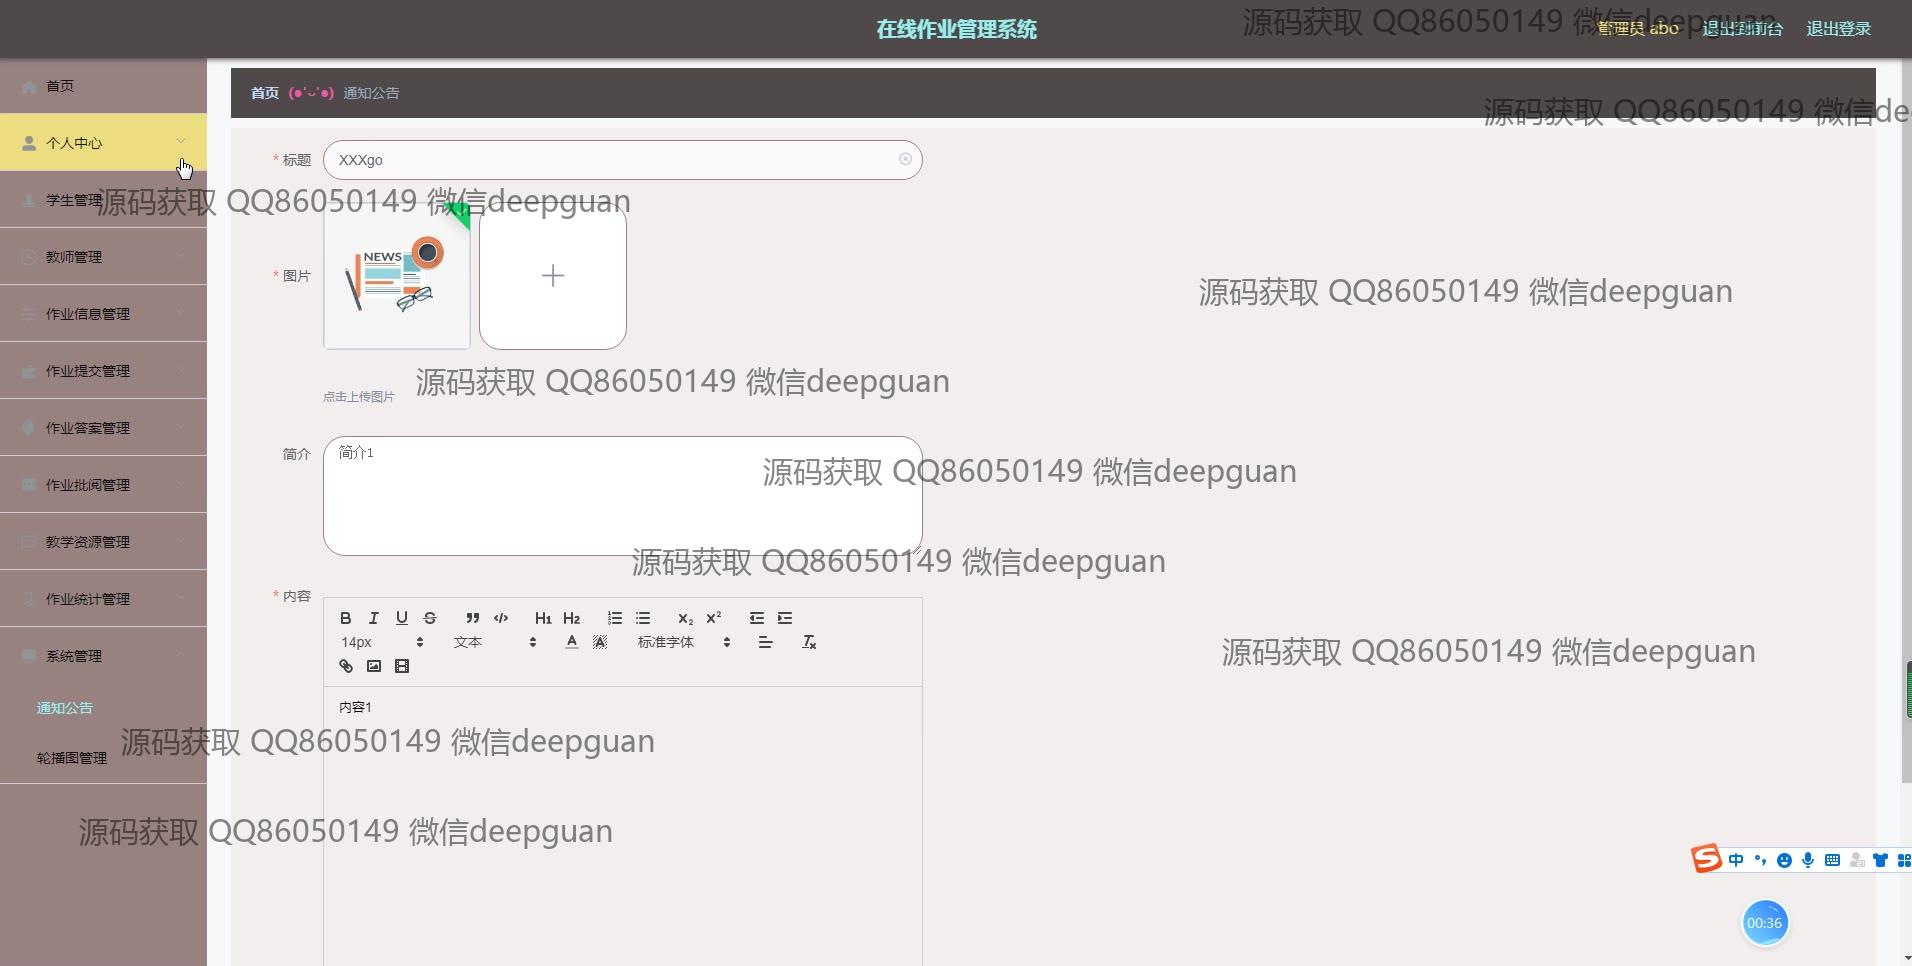 在线作业管理系统
源码获取 QQ86050149 微信deepguan
管理员 abo
退出到前台
退出登录
首页
个人中心
学生管理
教师管理
作业信息管理
作业提交管理
作业答案管理
作业批阅管理
教学资源管理
作业统计管理
系统管理
通知公告
轮播图管理
首页 (●'◡'●) 通知公告
源码获取 QQ86050149 微信dee
* 标题
XXXgo
源码获取 QQ86050149 微信deepguan
* 图片
NEWS
源码获取 QQ86050149 微信deepguan
源码获取 QQ86050149 微信deepguan
点击上传图片
简介
简介1
源码获取 QQ86050149 微信deepguan
源码获取 QQ86050149 微信deepguan
* 内容
B I U S H1 H2 X₂ X²
14px 文本 A A 标准字体 Tx
源码获取 QQ86050149 微信deepguan
内容1
源码获取 QQ86050149 微信deepguan
源码获取 QQ86050149 微信deepguan
S 中
00:36